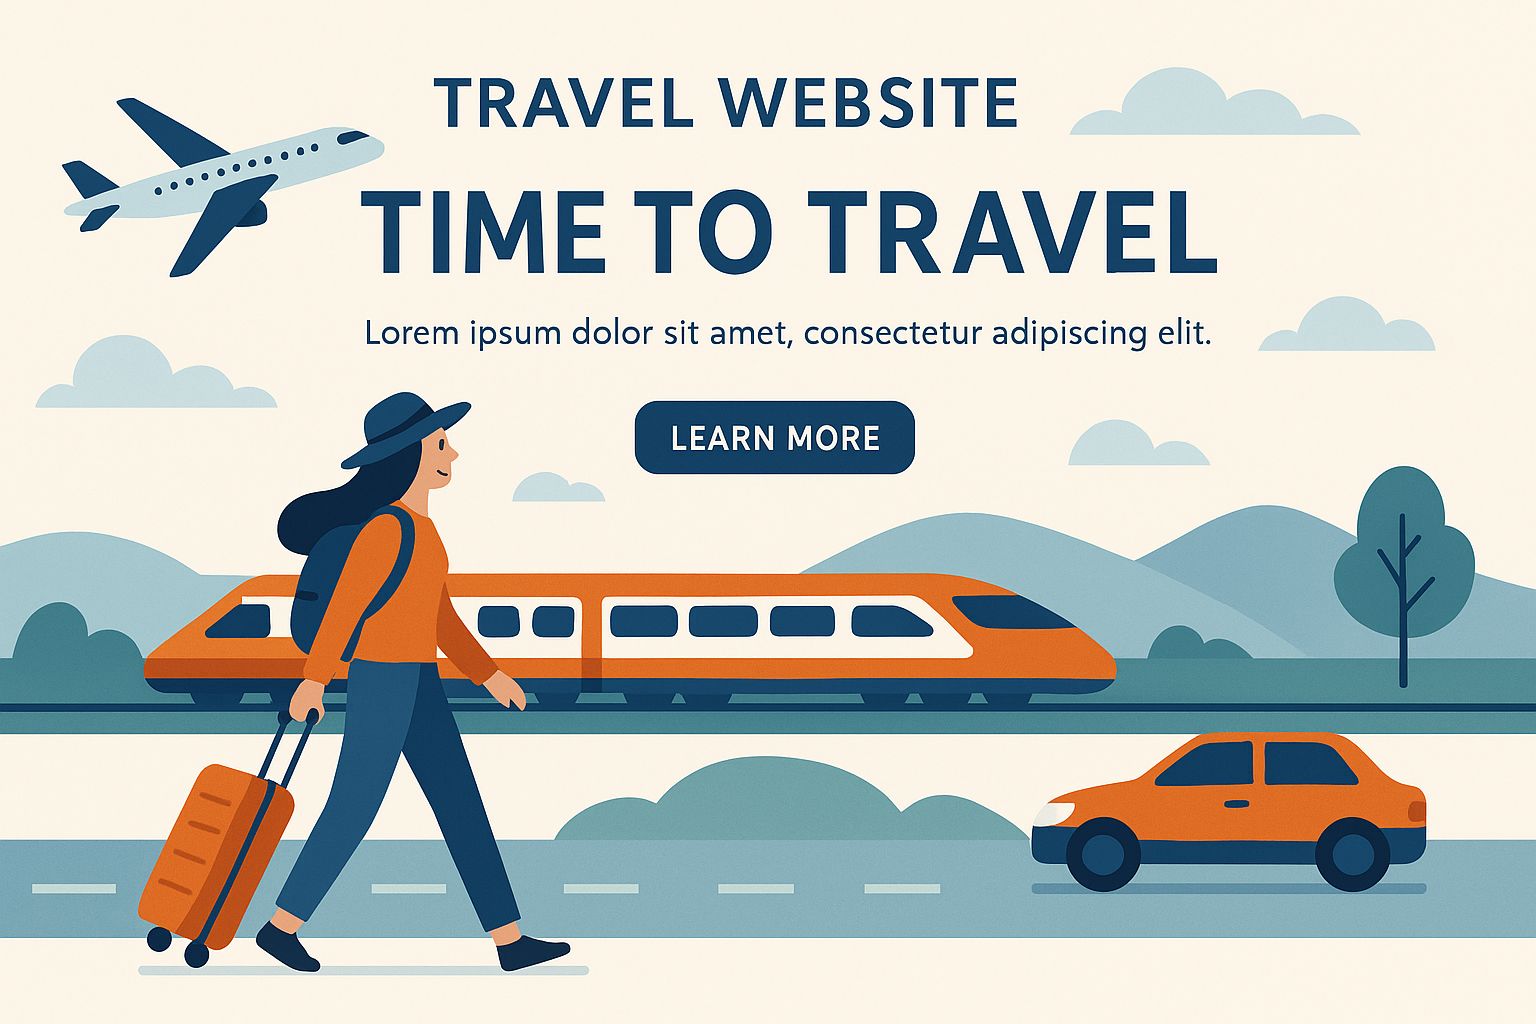 TRAVEL WEBSITE
TIME TO TRAVEL
Lorem ipsum dolor sit amet, consectetur adipiscing elit.
LEARN MORE